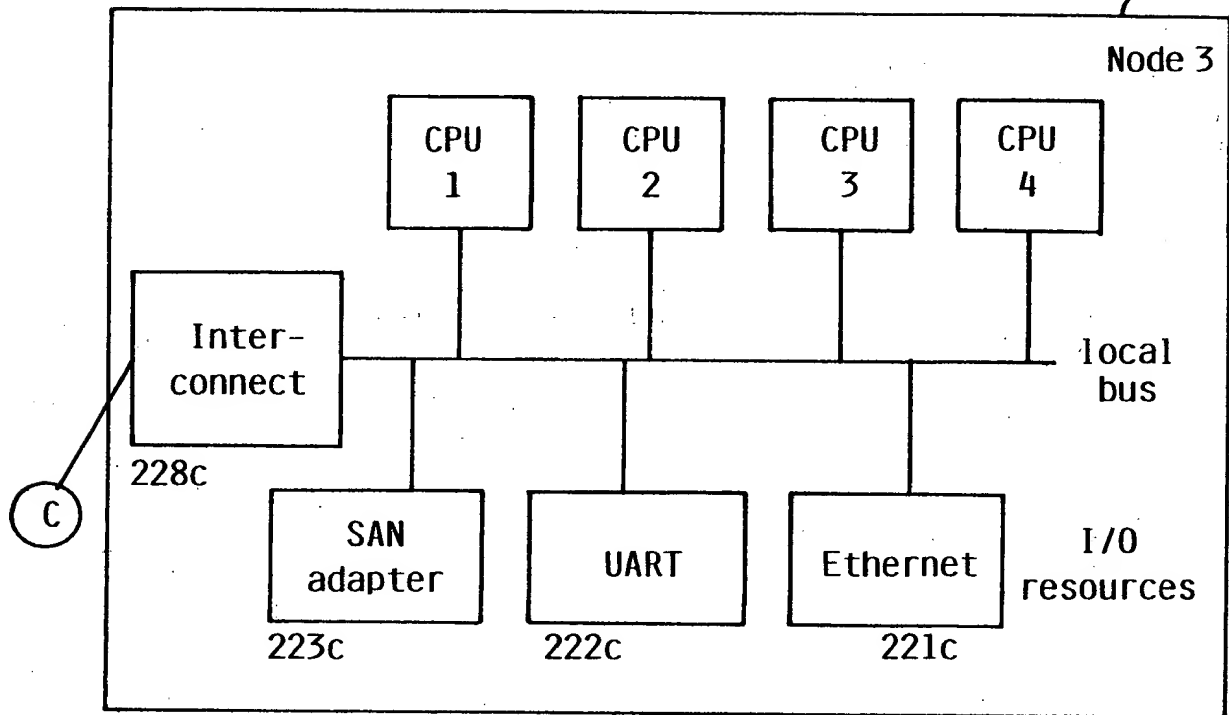 Node 3
CPU
1
CPU
2
CPU
3
CPU
4
Inter-
connect
local
bus
228c
C
SAN
adapter
UART
Ethernet
I/O
resources
223c
222c
221c